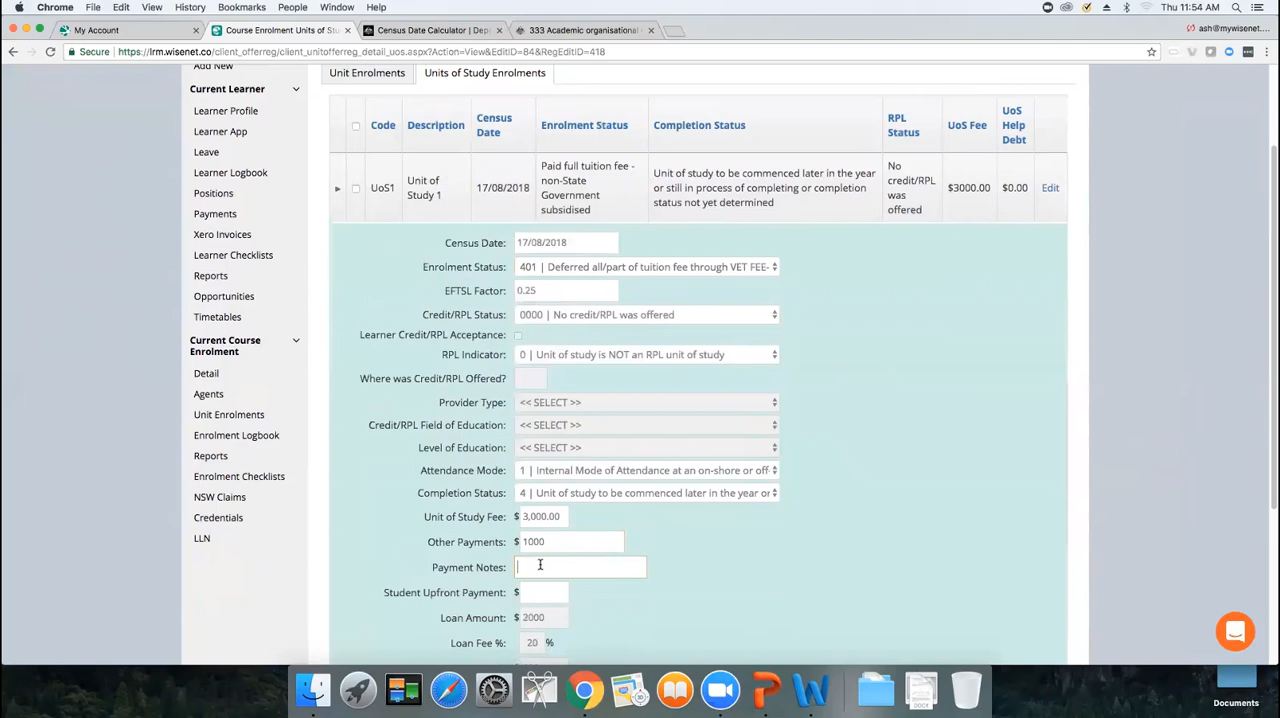 Chrome File Edit View History Bookmarks People Window Help Thu 11:54 AM
My Account Course Enrolment Units of Stu Census Date Calculator | Dep 333 Academic organisational ash@mywisenet.co
Secure https://lrm.wisenet.co/client_offerreg/client_unitofferreg_detail_uos.aspx?Action=View&EditID=84&RegEditID=418
Add New
Current Learner
Learner Profile
Learner App
Leave
Learner Logbook
Positions
Payments
Xero Invoices
Learner Checklists
Reports
Opportunities
Timetables
Current Course
Enrolment
Detail
Agents
Unit Enrolments
Enrolment Logbook
Reports
Enrolment Checklists
NSW Claims
Credentials
LLN
Unit Enrolments Units of Study Enrolments
Code Description Census Date Enrolment Status Completion Status RPL Status UoS Fee UoS Help Debt
UoS1 Unit of Study 1 17/08/2018 Paid full tuition fee - non-State Government subsidised Unit of study to be commenced later in the year or still in process of completing or completion status not yet determined No credit/RPL was offered $3000.00 $0.00 Edit
Census Date: 17/08/2018
Enrolment Status: 401 | Deferred all/part of tuition fee through VET FEE-
EFTSL Factor: 0.25
Credit/RPL Status: 0000 | No credit/RPL was offered
Learner Credit/RPL Acceptance:
RPL Indicator: 0 | Unit of study is NOT an RPL unit of study
Where was Credit/RPL Offered?
Provider Type: << SELECT >>
Credit/RPL Field of Education: << SELECT >>
Level of Education: << SELECT >>
Attendance Mode: 1 | Internal Mode of Attendance at an on-shore or off-
Completion Status: 4 | Unit of study to be commenced later in the year or
Unit of Study Fee: $ 3,000.00
Other Payments: $ 1000
Payment Notes:
Student Upfront Payment: $
Loan Amount: $ 2000
Loan Fee %: 20 %
DOCX
Documents